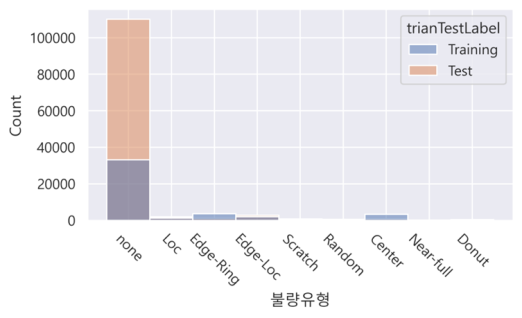 trianTestLabel
Training
Test
Count
100000
80000
60000
40000
20000
0
none
Loc
Edge-Ring
Edge-Loc
Scratch
Random
Center
Near-full
Donut
불량유형